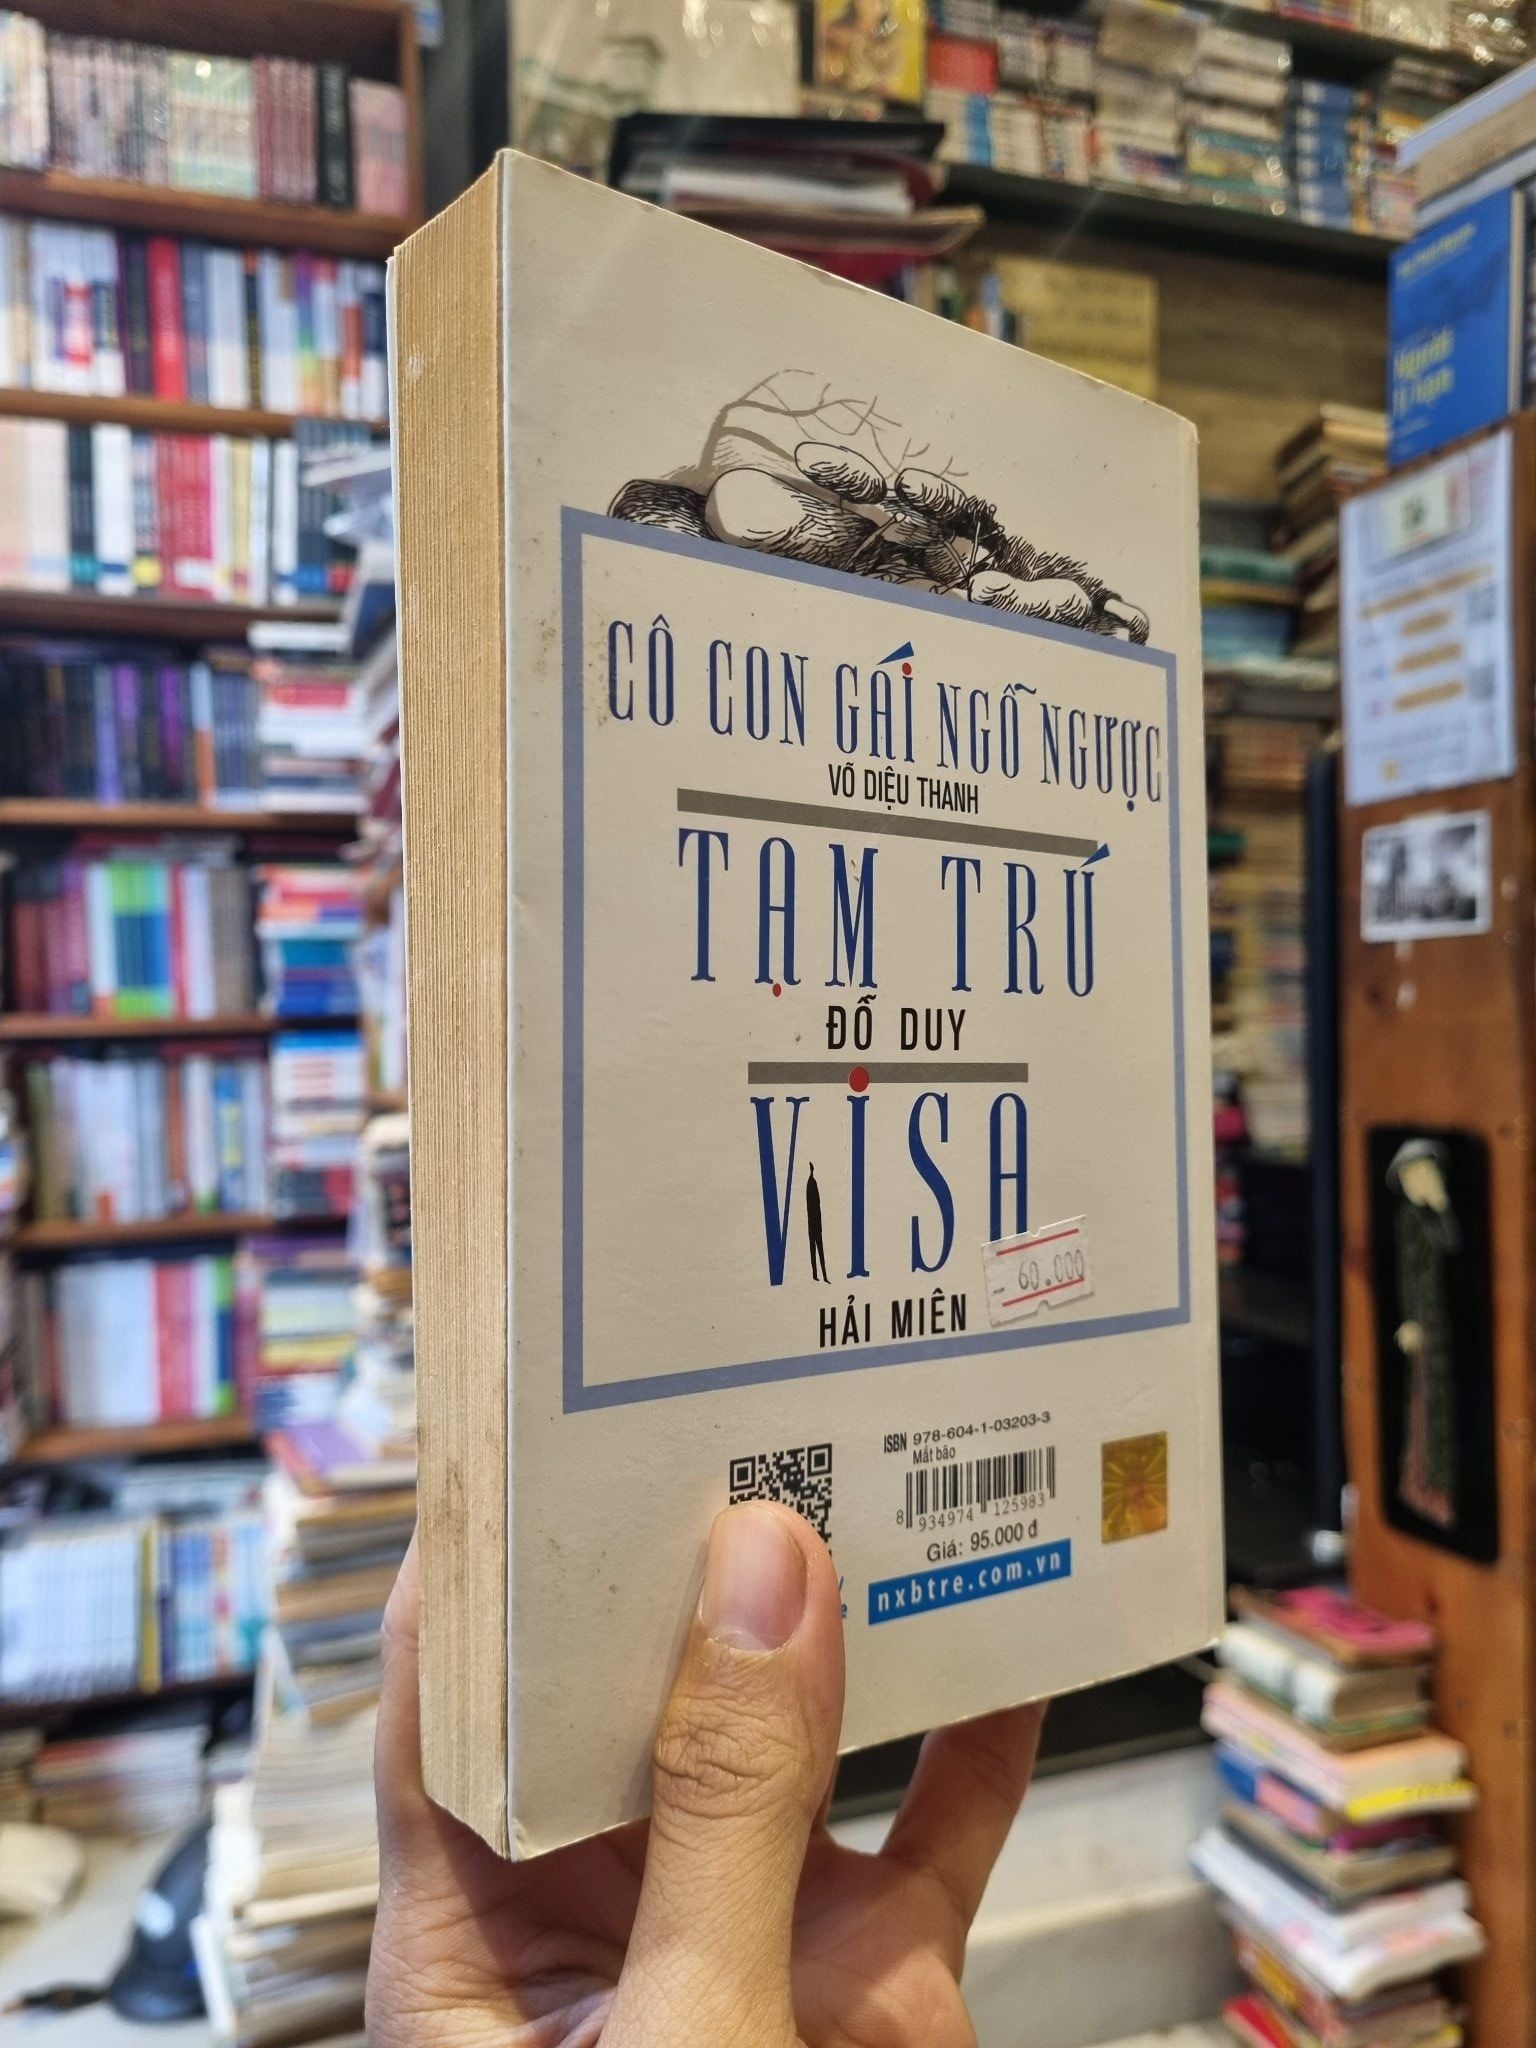 CÔ CON GÁI NGỖ NGƯỢC
VÕ DIỆU THANH
TẠM TRÚ
ĐỖ DUY
VISA
HẢI MIÊN
60.000
ISBN 978-604-1-03203-3
Mắt bão
8 934974 125983
Giá: 95.000 đ
nxbtre.com.vn